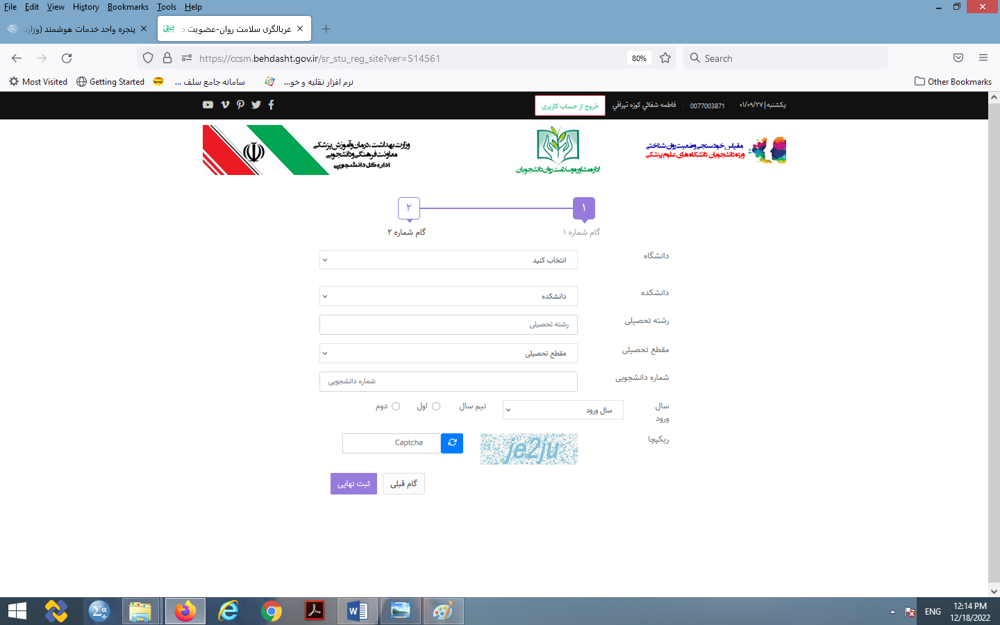 File Edit View History Bookmarks Tools Help
پنجره واحد خدمات هوشمند (وزارت
غربالگری سلامت روان-عضویت د
https://ccsm.behdasht.gov.ir/sr_stu_reg_site?ver=514561
80%
Search
Most Visited
Getting Started
سامانه جامع سلف ...
نرم افزار نقلیه و خو...
Other Bookmarks
یکشنبه|۰۱/۰۹/۲۷
0077003871
فاطمه شفائي کوزه تپراقي
خروج از حساب کاربری
مقیاس خودسنجی وضعیت روان شناختی
ویژه دانشجویان دانشگاه های علوم پزشکی
اداره مشاوره و سلامت روان دانشجویان
وزارت بهداشت، درمان و آموزش پزشکی
معاونت فرهنگی و دانشجویی
اداره کل دانشجویی
۱
۲
گام شماره ۱
گام شماره ۲
دانشگاه
انتخاب کنید
دانشکده
دانشکده
رشته تحصیلی
رشته تحصیلی
مقطع تحصیلی
مقطع تحصیلی
شماره دانشجویی
شماره دانشجویی
سال
ورود
سال ورود
نیم سال
اول
دوم
ریکپچا
je2ju
Captcha
گام قبلی
ثبت نهایی
ENG
12:14 PM
12/18/2022